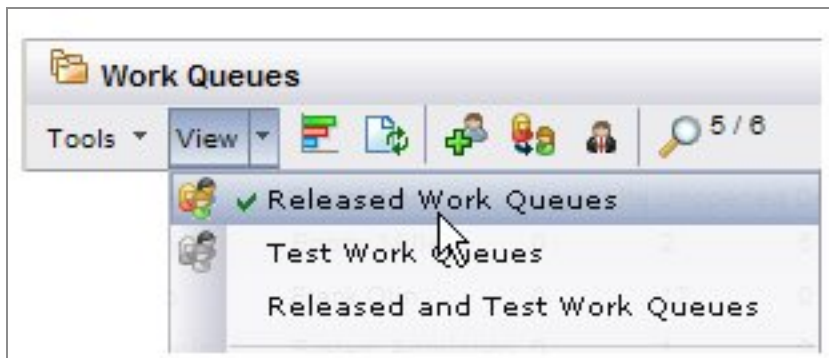 Work Queues
Tools View 5 / 6
Released Work Queues
Test Work Queues
Released and Test Work Queues